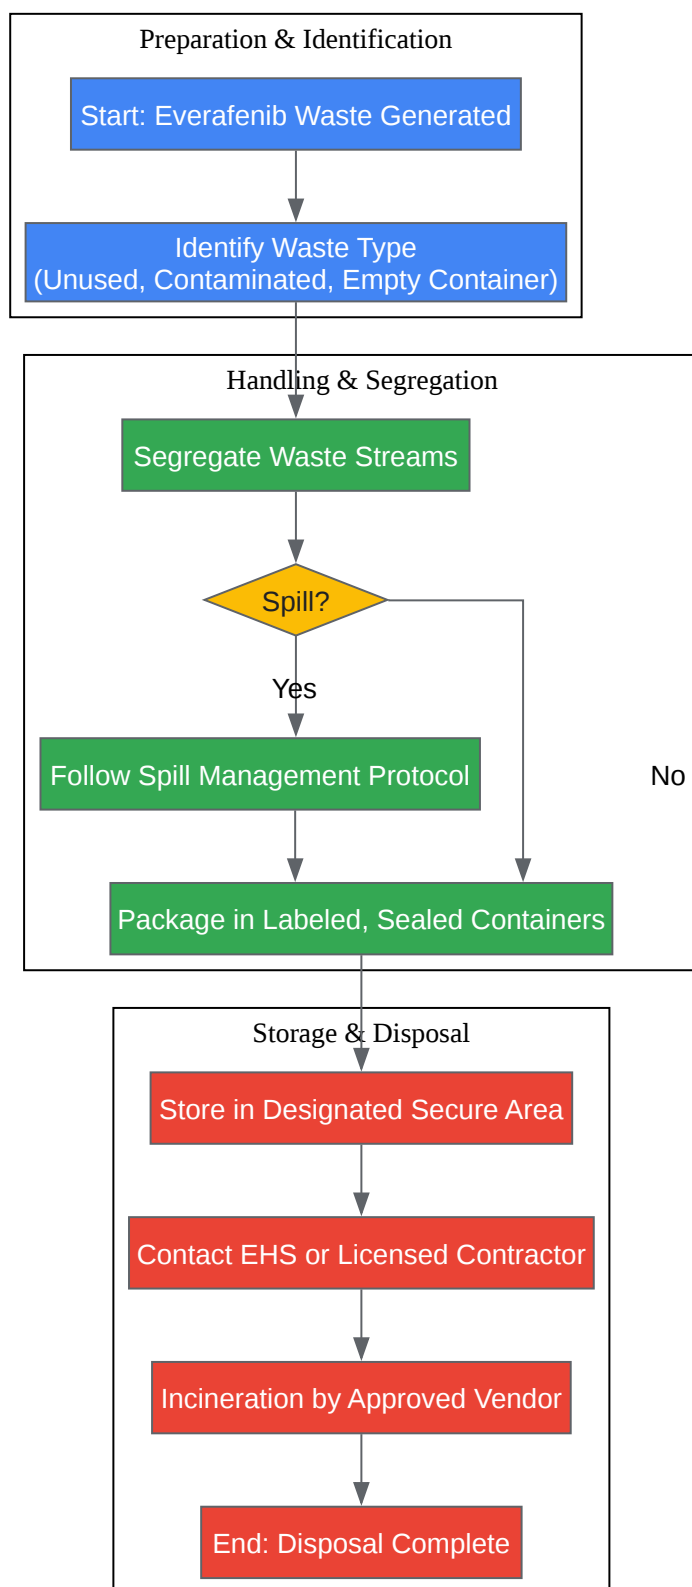 Preparation & Identification
Start: Everafenib Waste Generated
Identify Waste Type
(Unused, Contaminated, Empty Container)
Handling & Segregation
Segregate Waste Streams
Spill?
Yes
Follow Spill Management Protocol
No
Package in Labeled, Sealed Containers
Storage & Disposal
Store in Designated Secure Area
Contact EHS or Licensed Contractor
Incineration by Approved Vendor
End: Disposal Complete